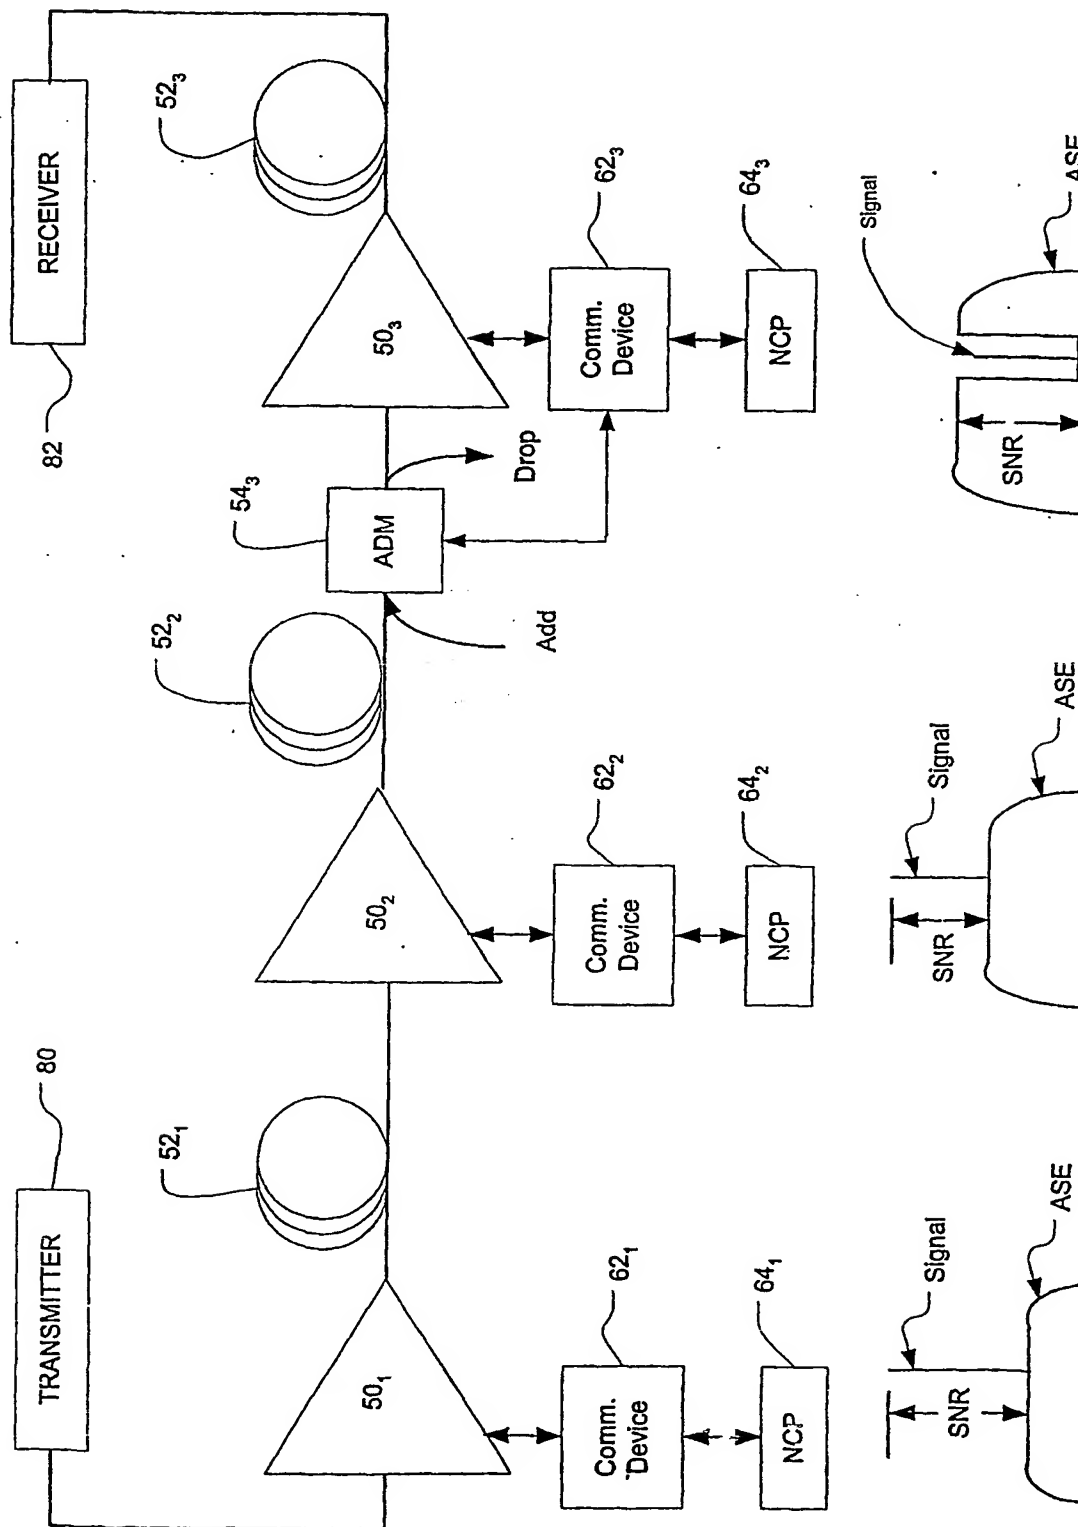 TRANSMITTER
80
RECEIVER
82
52₁
52₂
52₃
54₃
50₁
50₂
ADM
50₃
Add
Drop
Comm.
Device
62₁
Comm.
Device
62₂
Comm.
Device
62₃
NCP
64₁
NCP
64₂
NCP
64₃
SNR
Signal
ASE
SNR
Signal
ASE
SNR
Signal
ASE